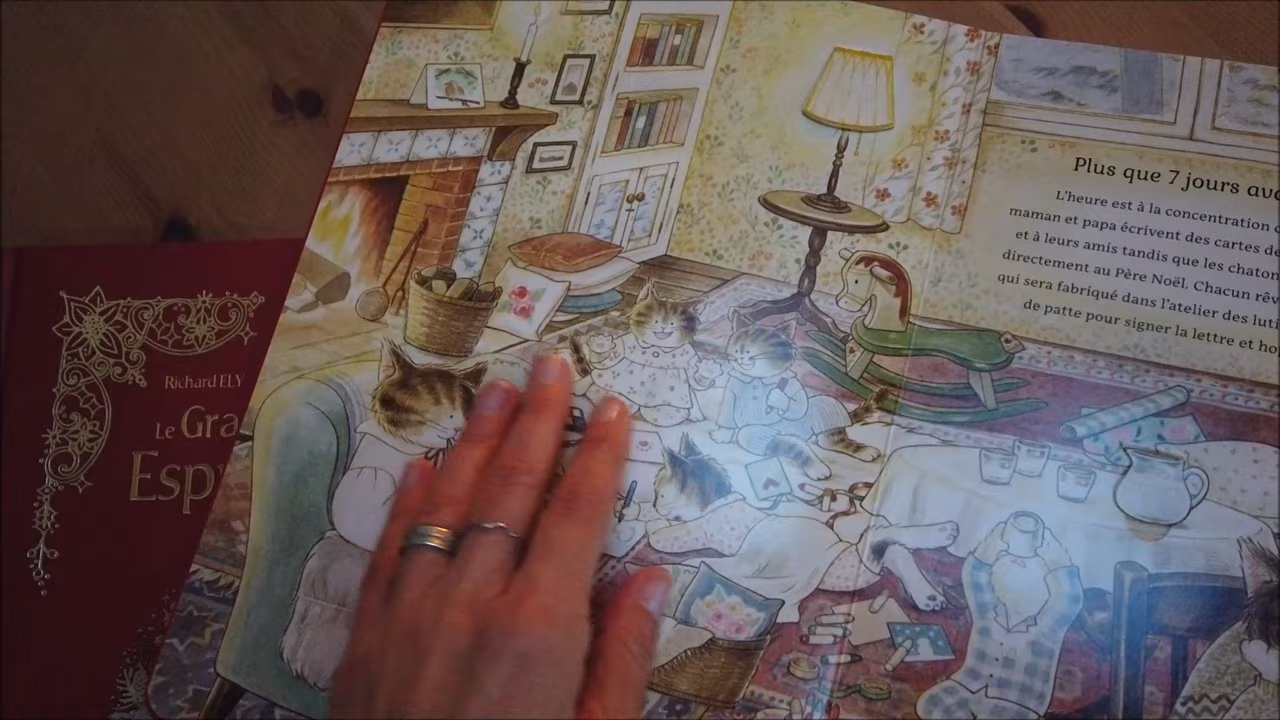 Richard ELY
Le Gra
Esp
Plus que 7 jours av
L'heure est à la concentration
maman et papa écrivent des cartes de
et à leurs amis tandis que les chaton
directement au Père Noël. Chacun rêv
qui sera fabriqué dans l'atelier des luti
de patte pour signer la lettre et ho